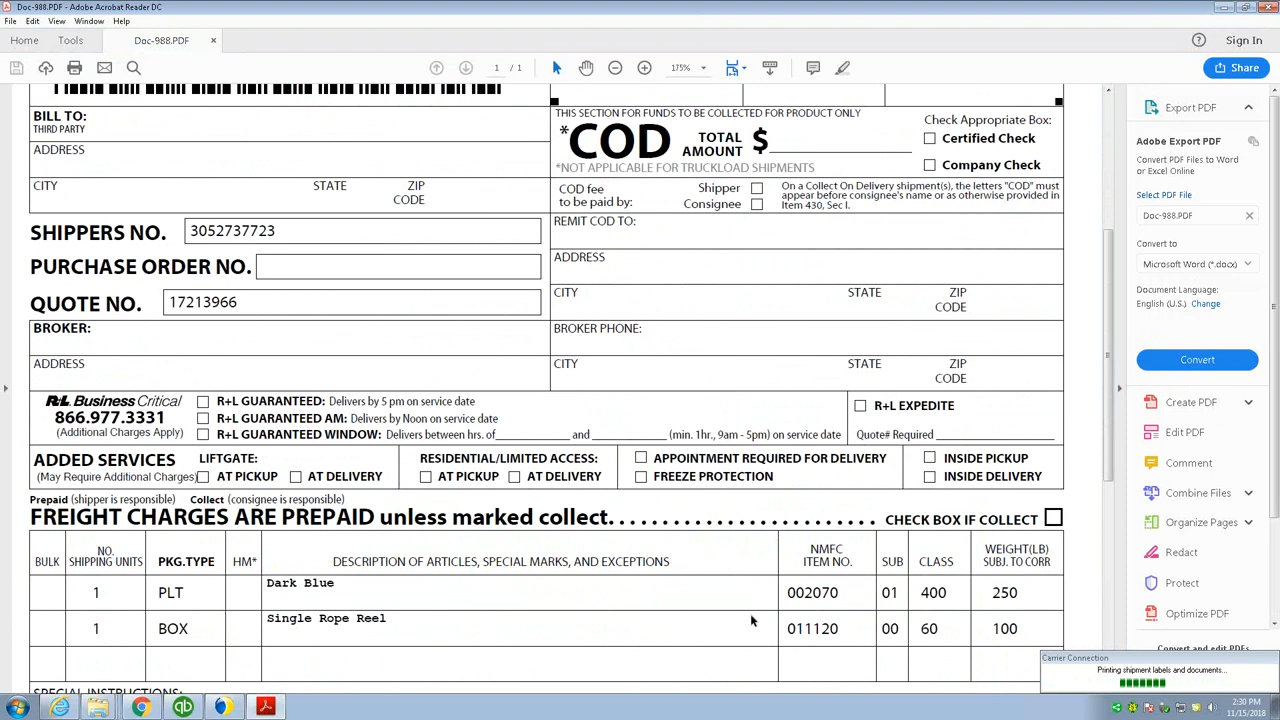 Doc-988.PDF - Adobe Acrobat Reader DC
File Edit View Window Help
Home Tools Doc-988.PDF × Sign In
1 / 1 175% Share
BILL TO:
THIRD PARTY
ADDRESS
CITY STATE ZIP CODE
THIS SECTION FOR FUNDS TO BE COLLECTED FOR PRODUCT ONLY
*COD TOTAL AMOUNT $
*NOT APPLICABLE FOR TRUCKLOAD SHIPMENTS
Check Appropriate Box:
Certified Check
Company Check
COD fee to be paid by:
Shipper
Consignee
On a Collect On Delivery shipment(s), the letters "COD" must
appear before consignee's name or as otherwise provided in
Item 430, Sec I.
SHIPPERS NO. 3052737723
PURCHASE ORDER NO.
QUOTE NO. 17213966
REMIT COD TO:
ADDRESS
CITY STATE ZIP CODE
BROKER: BROKER PHONE:
ADDRESS CITY STATE ZIP CODE
R+L Business Critical
866.977.3331
(Additional Charges Apply)
R+L GUARANTEED: Delivers by 5 pm on service date
R+L GUARANTEED AM: Delivers by Noon on service date
R+L GUARANTEED WINDOW: Delivers between hrs. of__________ and __________ (min. 1hr., 9am - 5pm) on service date
R+L EXPEDITE
Quote# Required
ADDED SERVICES
(May Require Additional Charges)
LIFTGATE:
AT PICKUP AT DELIVERY
RESIDENTIAL/LIMITED ACCESS:
AT PICKUP AT DELIVERY
APPOINTMENT REQUIRED FOR DELIVERY
FREEZE PROTECTION
INSIDE PICKUP
INSIDE DELIVERY
Prepaid (shipper is responsible) Collect (consignee is responsible)
FREIGHT CHARGES ARE PREPAID unless marked collect. . . . . . . . . . . . . . . . . . . . . . . . CHECK BOX IF COLLECT
BULK NO. SHIPPING UNITS PKG.TYPE HM* DESCRIPTION OF ARTICLES, SPECIAL MARKS, AND EXCEPTIONS NMFC ITEM NO. SUB CLASS WEIGHT(LB) SUBJ. TO CORR
1 PLT Dark Blue 002070 01 400 250
1 BOX Single Rope Reel 011120 00 60 100
SPECIAL INSTRUCTIONS:
Export PDF
Adobe Export PDF
Convert PDF Files to Word
or Excel Online
Select PDF File
Doc-988.PDF ×
Convert to
Microsoft Word (*.docx)
Document Language:
English (U.S.) Change
Convert
Create PDF
Edit PDF
Comment
Combine Files
Organize Pages
Redact
Protect
Optimize PDF
Carrier Connection
Printing shipment labels and documents...
2:30 PM
11/15/2018